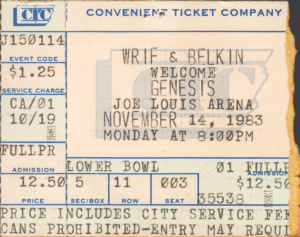 CTC CONVENIENT TICKET COMPANY
J150114
EVENT CODE
$1.25
SERVICE CHARGE
CA/01
10/19
WRIF & BELKIN
WELCOME
GENESIS
JOE LOUIS ARENA
NOVEMBER 14, 1983
MONDAY AT 8:00PM
FULLPR
ADMISSION
12.50
PRICE
LOWER BOWL
5 11 003
SEC/BOX ROW SEAT
01 FULLP
ADMISSION
$12.50
35538
PRICE INCLUDES CITY SERVICE FEE
CANS PROHIBITED-ENTRY MAY REQUI